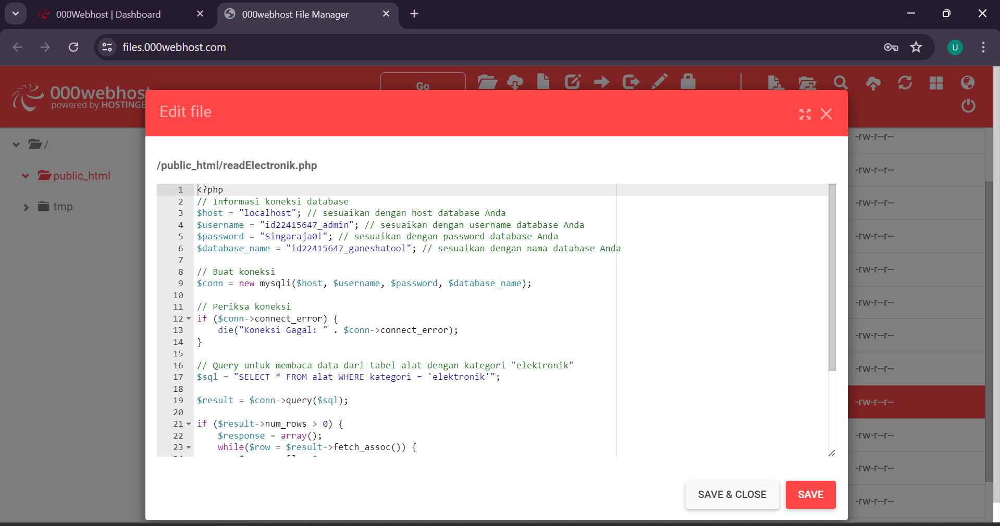 000Webhost | Dashboard
000webhost File Manager
files.000webhost.com
U
Go
000webhost
powered by HOSTINGE
Edit file
/
public_html
tmp
/public_html/readElectronik.php
1 <?php
2 // Informasi koneksi database
3 $host = "localhost"; // sesuaikan dengan host database Anda
4 $username = "id22415647_admin"; // sesuaikan dengan username database Anda
5 $password = "Singaraja0!"; // sesuaikan dengan password database Anda
6 $database_name = "id22415647_ganeshatool"; // sesuaikan dengan nama database Anda
7
8 // Buat koneksi
9 $conn = new mysqli($host, $username, $password, $database_name);
10
11 // Periksa koneksi
12 if ($conn->connect_error) {
13 die("Koneksi Gagal: " . $conn->connect_error);
14 }
15
16 // Query untuk membaca data dari tabel alat dengan kategori "elektronik"
17 $sql = "SELECT * FROM alat WHERE kategori = 'elektronik'";
18
19 $result = $conn->query($sql);
20
21 if ($result->num_rows > 0) {
22 $response = array();
23 while($row = $result->fetch_assoc()) {
SAVE & CLOSE
SAVE
-rw-r--r--
-rw-r--r--
-rw-r--r--
-rw-r--r--
-rw-r--r--
-rw-r--r--
-rw-r--r--
-rw-r--r--
-rw-r--r--
-rw-r--r--
-rw-r--r--
-rw-r--r--